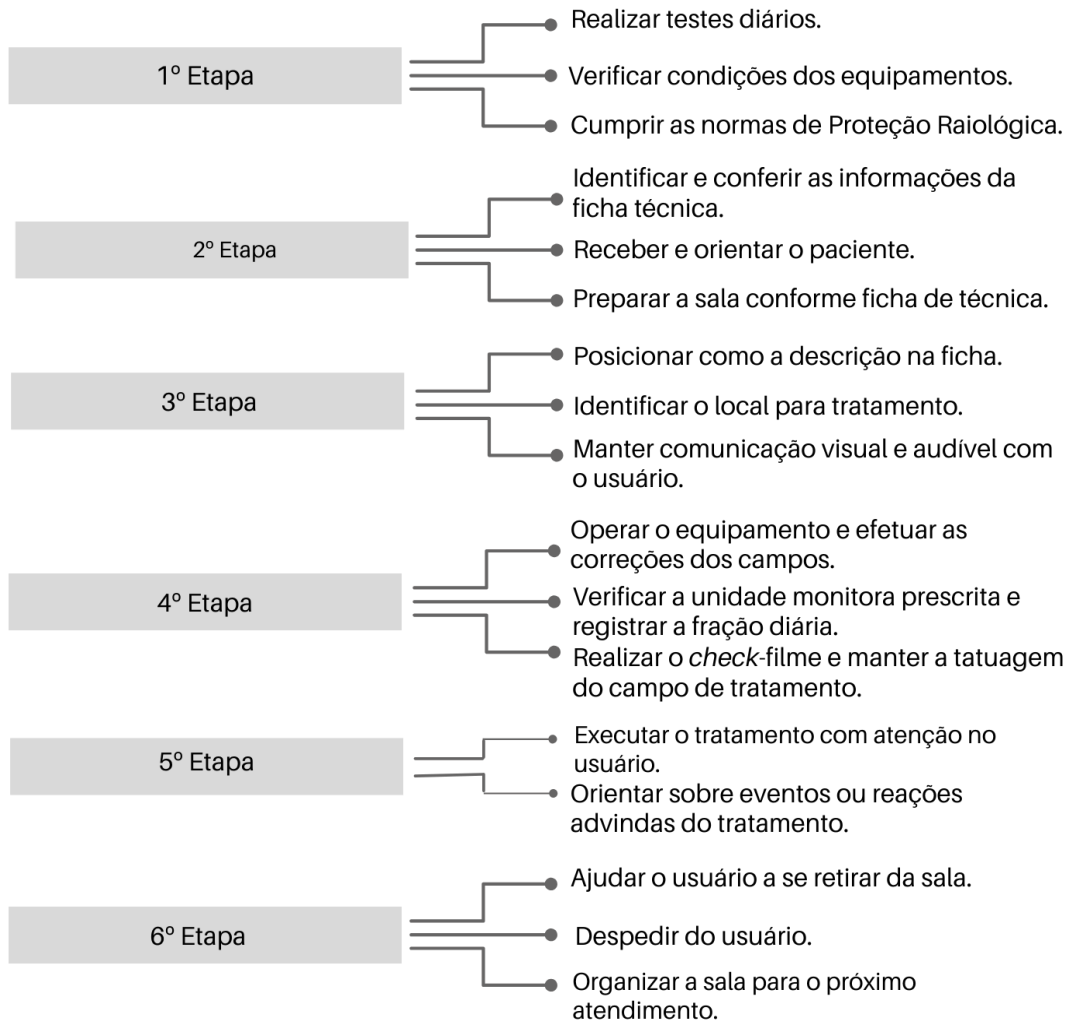 1º Etapa
Realizar testes diários.
Verificar condições dos equipamentos.
Cumprir as normas de Proteção Raiológica.
2º Etapa
Identificar e conferir as informações da
ficha técnica.
Receber e orientar o paciente.
Preparar a sala conforme ficha de técnica.
3º Etapa
Posicionar como a descrição na ficha.
Identificar o local para tratamento.
Manter comunicação visual e audível com
o usuário.
4º Etapa
Operar o equipamento e efetuar as
correções dos campos.
Verificar a unidade monitora prescrita e
registrar a fração diária.
Realizar o check-filme e manter a tatuagem
do campo de tratamento.
5º Etapa
Executar o tratamento com atenção no
usuário.
Orientar sobre eventos ou reações
advindas do tratamento.
6º Etapa
Ajudar o usuário a se retirar da sala.
Despedir do usuário.
Organizar a sala para o próximo
atendimento.